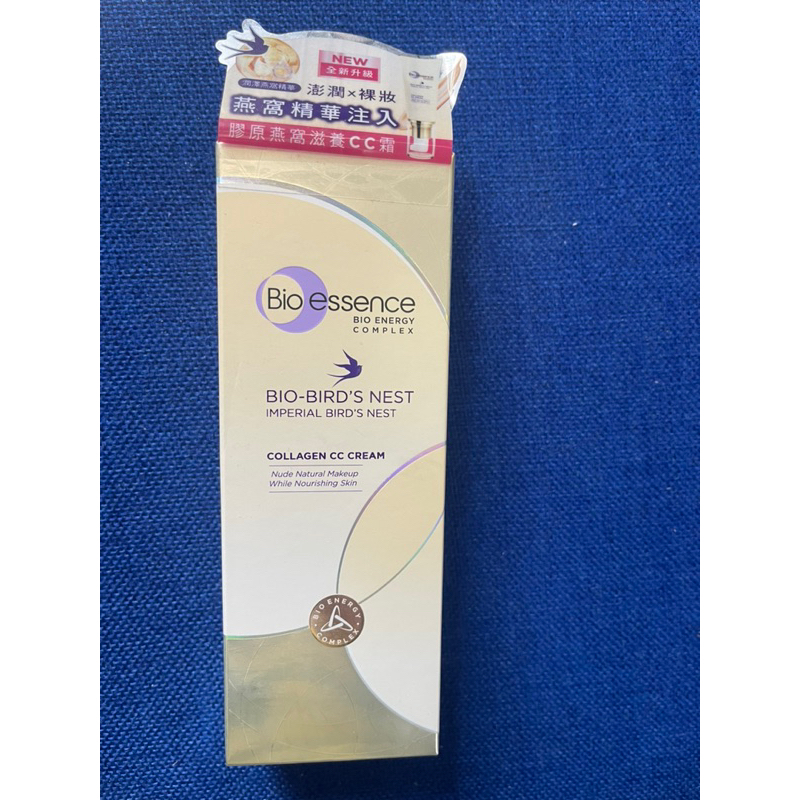 NEW
全新升級
潤澤燕窩精華
澎潤×裸妝
燕窩精華注入
膠原燕窩滋養CC霜
Bio essence
BIO ENERGY
COMPLEX
BIO-BIRD'S NEST
IMPERIAL BIRD'S NEST
COLLAGEN CC CREAM
Nude Natural Makeup
While Nourishing Skin
BIO ENERGY
COMPLEX